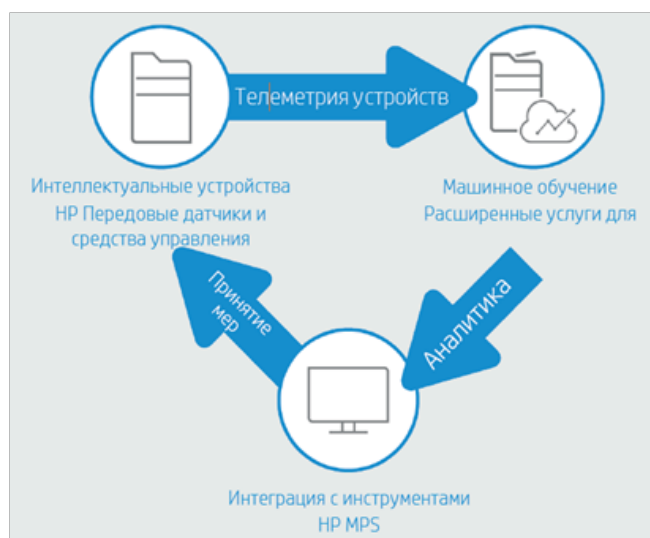 Телеметрия устройств
Интеллектуальные устройства
HP Передовые датчики и
средства управления
Машинное обучение
Расширенные услуги для
Принятие
мер
Аналитика
Интеграция с инструментами
HP MPS